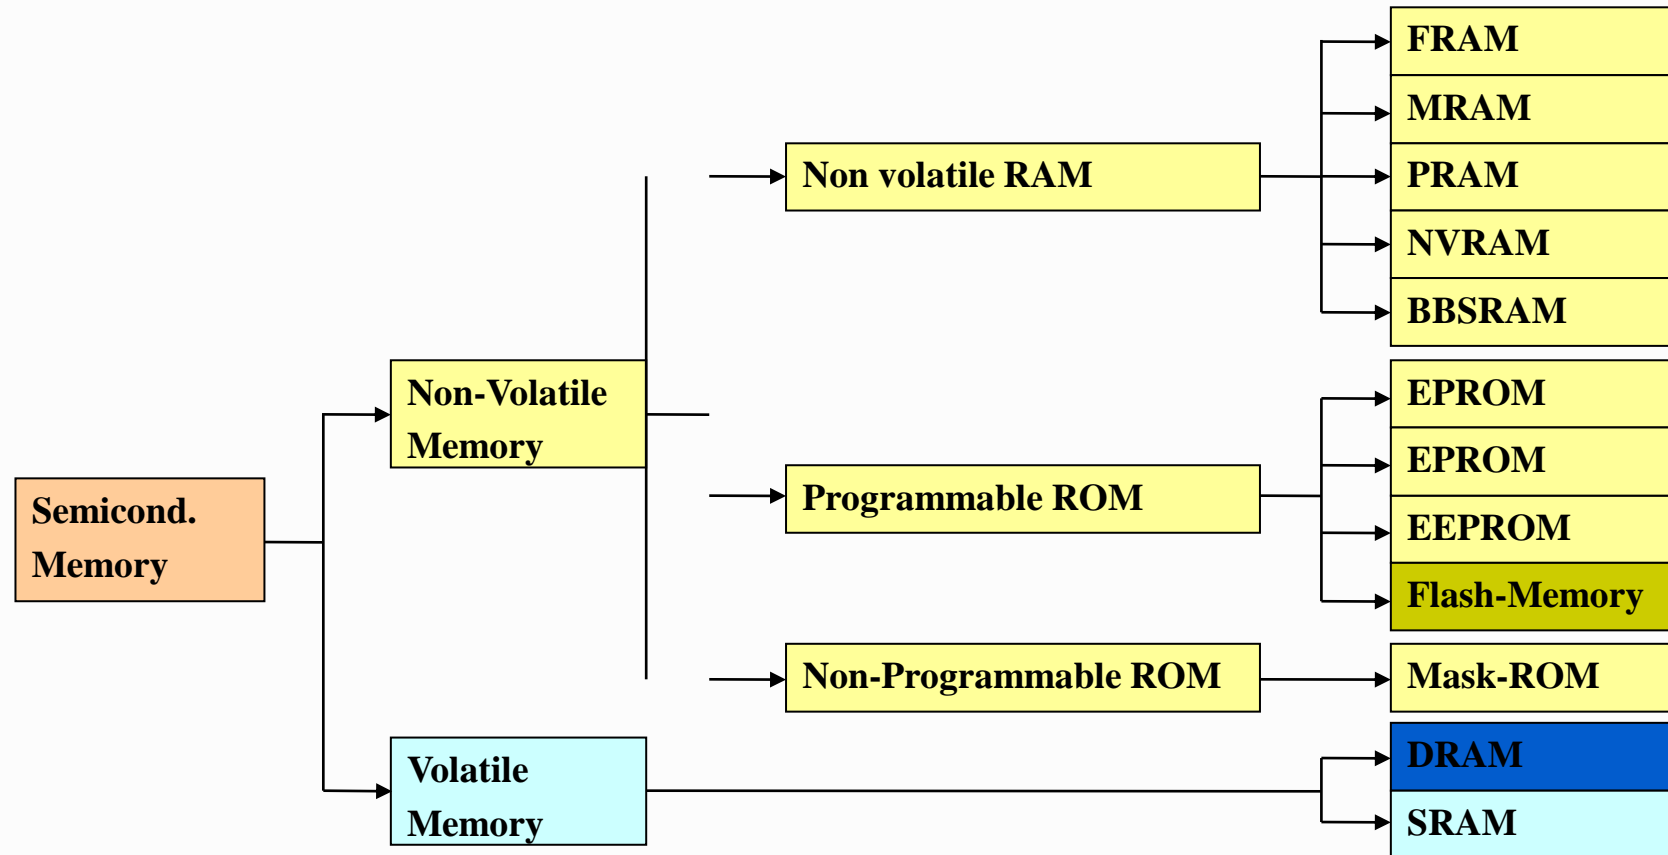 Semicond.
Memory
Non-Volatile
Memory
Non volatile RAM
FRAM
MRAM
PRAM
NVRAM
BBSRAM
Programmable ROM
EPROM
EPROM
EEPROM
Flash-Memory
Non-Programmable ROM
Mask-ROM
Volatile
Memory
DRAM
SRAM